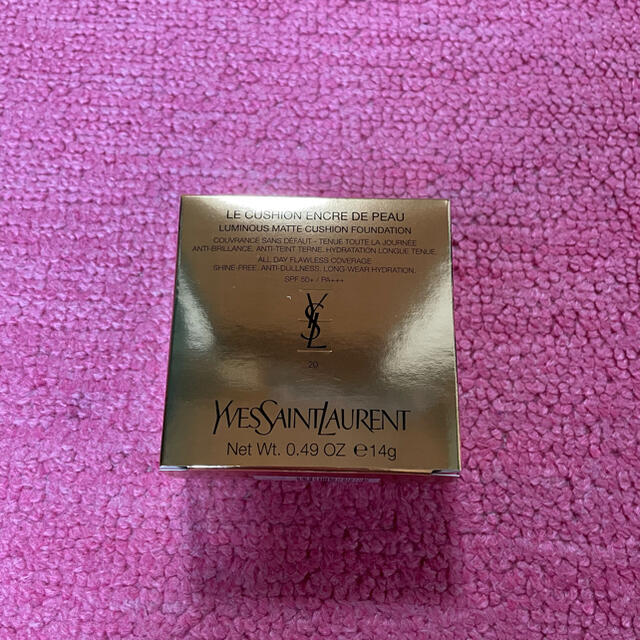 LE CUSHION ENCRE DE PEAU
LUMINOUS MATTE CUSHION FOUNDATION
COUVRANCE SANS DÉFAUT - TENUE TOUTE LA JOURNÉE
ANTI-BRILLANCE. ANTI-TEINT TERNE. HYDRATATION LONGUE TENUE.
ALL DAY FLAWLESS COVERAGE
SHINE-FREE. ANTI-DULLNESS. LONG-WEAR HYDRATION.
SPF 50+ / PA+++
YSL
20
YVESSAINTLAURENT
Net Wt. 0.49 OZ ℮14g